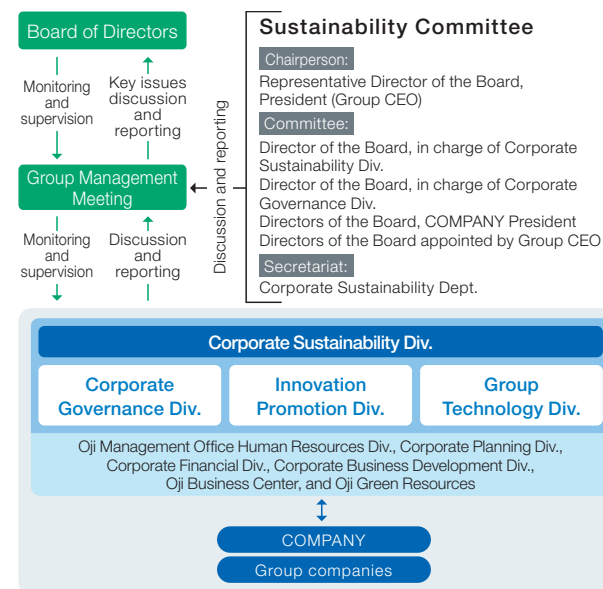 Board of Directors
Monitoring
and
supervision
Key issues
discussion
and
reporting
Group Management
Meeting
Monitoring
and
supervision
Discussion
and
reporting
Discussion and reporting
Sustainability Committee
Chairperson:
Representative Director of the Board,
President (Group CEO)
Committee:
Director of the Board, in charge of Corporate
Sustainability Div.
Director of the Board, in charge of Corporate
Governance Div.
Directors of the Board, COMPANY President
Directors of the Board appointed by Group CEO
Secretariat:
Corporate Sustainability Dept.
Corporate Sustainability Div.
Corporate
Governance Div.
Innovation
Promotion Div.
Group
Technology Div.
Oji Management Office Human Resources Div., Corporate Planning Div.,
Corporate Financial Div., Corporate Business Development Div.,
Oji Business Center, and Oji Green Resources
COMPANY
Group companies